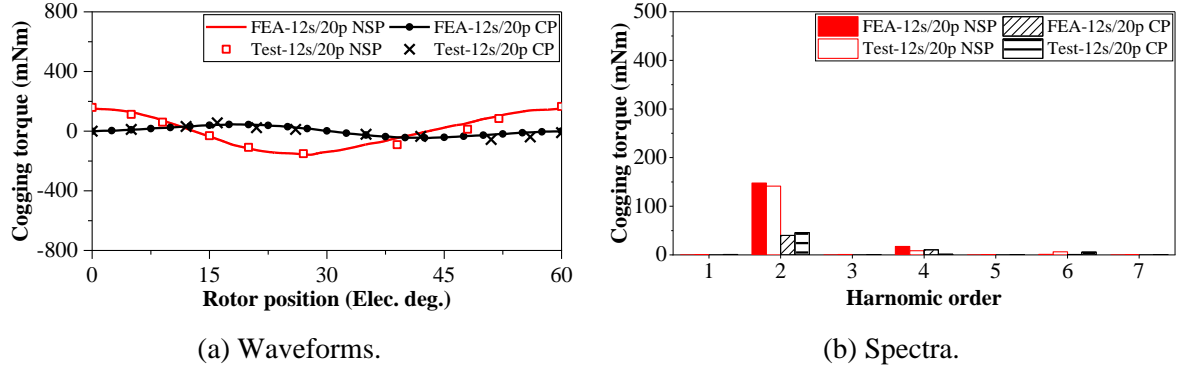 800
400
0
-400
-800
Cogging torque (mNm)
FEA-12s/20p NSP FEA-12s/20p CP
Test-12s/20p NSP Test-12s/20p CP
0 15 30 45 60
Rotor position (Elec. deg.)
(a) Waveforms.
500
400
300
200
100
0
Cogging torque (mNm)
FEA-12s/20p NSP FEA-12s/20p CP
Test-12s/20p NSP Test-12s/20p CP
1 2 3 4 5 6 7
Harnomic order
(b) Spectra.